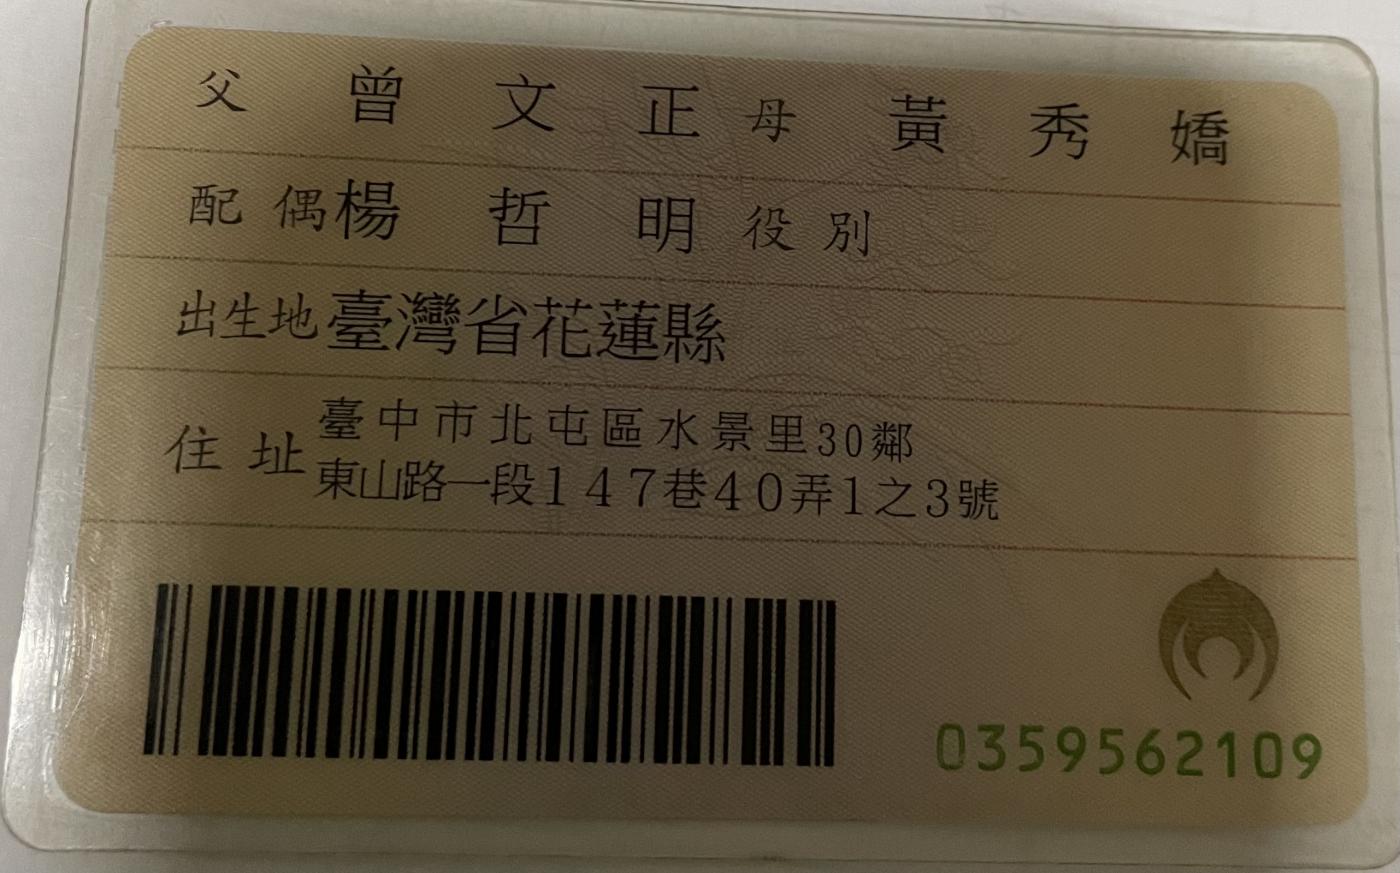 父 曾文正 母 黃秀嬌
配偶 楊哲明 役別
出生地 臺灣省花蓮縣
住址 臺中市北屯區水景里30鄰
東山路一段147巷40弄1之3號
0359562109